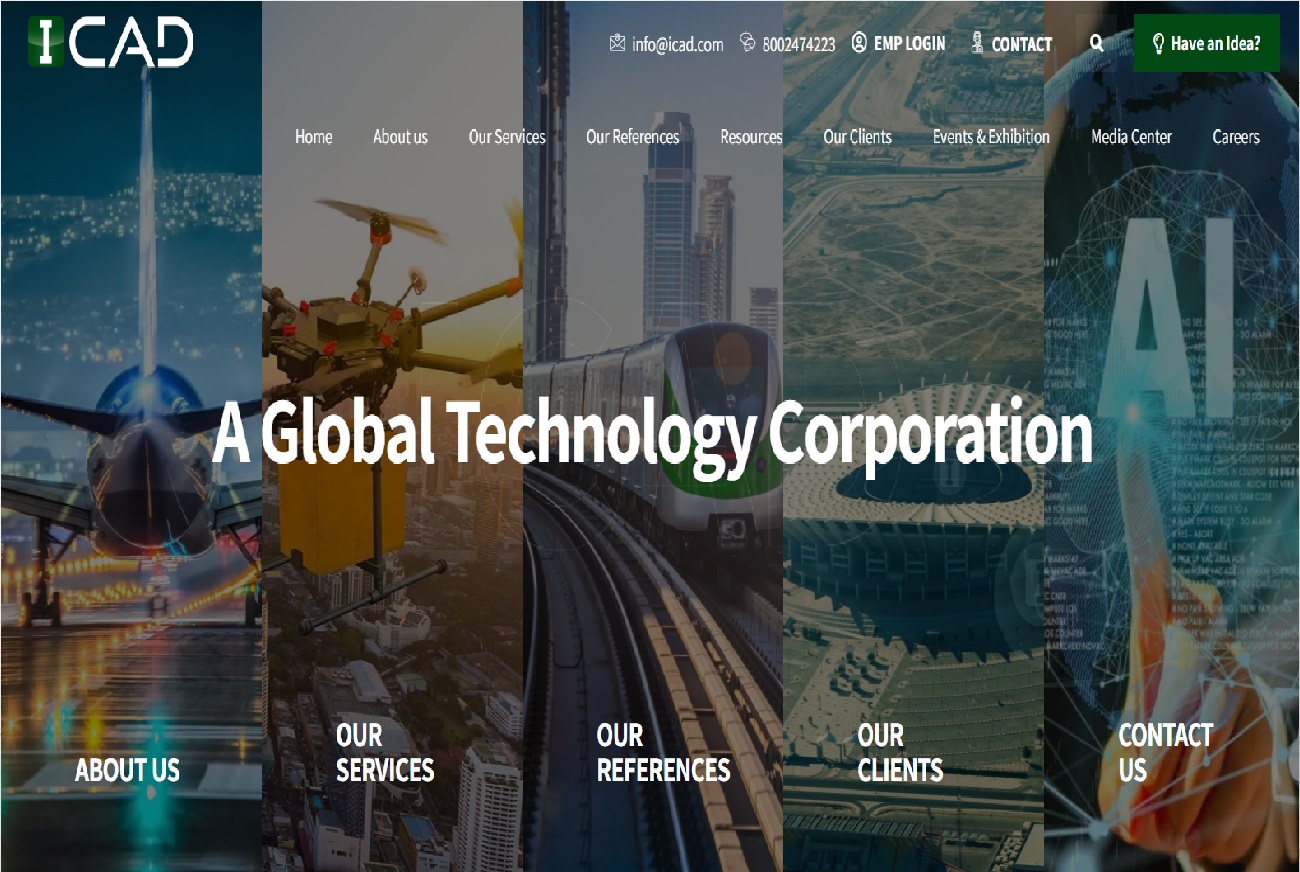 ICAD
info@icad.com 8002474223 EMP LOGIN CONTACT Have an Idea?
Home About us Our Services Our References Resources Our Clients Events & Exhibition Media Center Careers
AI
A Global Technology Corporation
ABOUT US
OUR
SERVICES
OUR
REFERENCES
OUR
CLIENTS
CONTACT
US